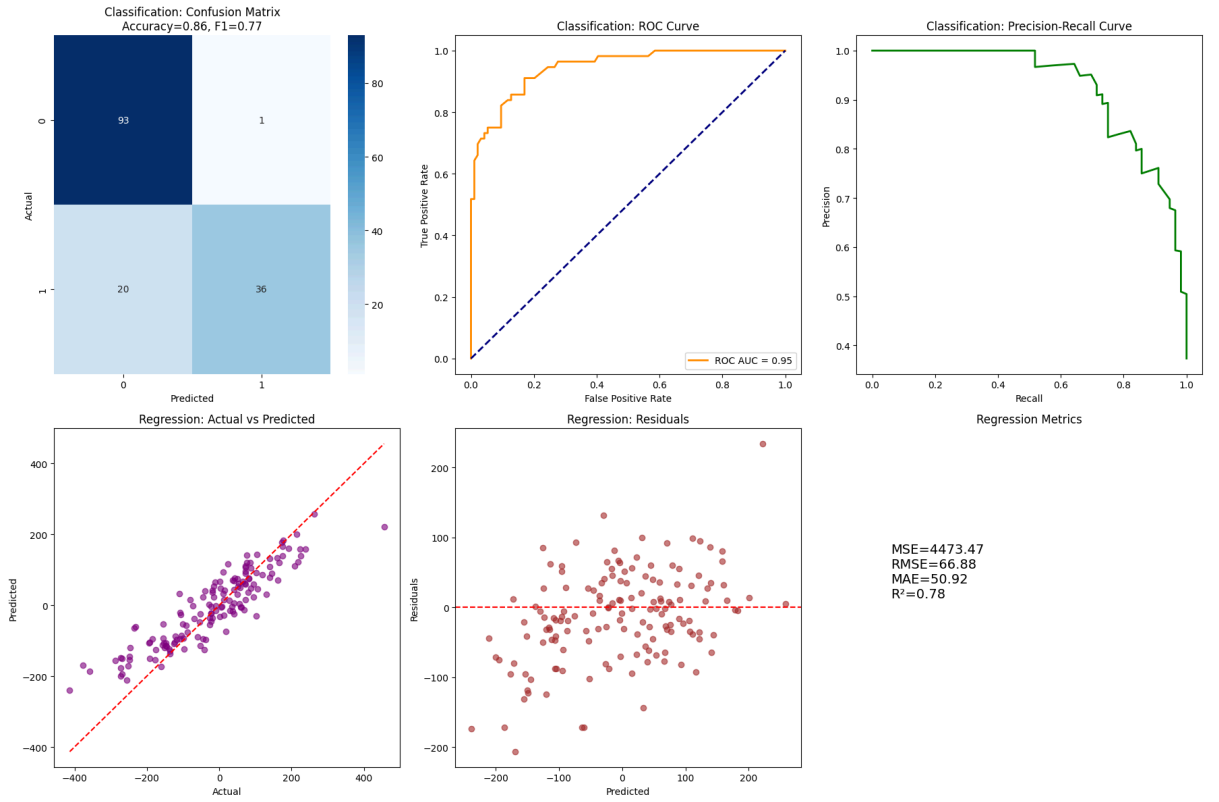 Classification: Confusion Matrix
Accuracy=0.86, F1=0.77
0
1
Actual
93
1
20
36
0
1
Predicted
80
60
40
20
Classification: ROC Curve
1.0
0.8
0.6
0.4
0.2
0.0
True Positive Rate
ROC AUC = 0.95
0.0 0.2 0.4 0.6 0.8 1.0
False Positive Rate
Classification: Precision-Recall Curve
1.0
0.9
0.8
0.7
0.6
0.5
0.4
Precision
0.0 0.2 0.4 0.6 0.8 1.0
Recall
Regression: Actual vs Predicted
400
200
0
−200
−400
Predicted
−400 −200 0 200 400
Actual
Regression: Residuals
200
100
0
−100
−200
Residuals
−100 0 100 200
Predicted
Regression Metrics
MSE=4473.47
RMSE=66.88
MAE=50.92
R²=0.78